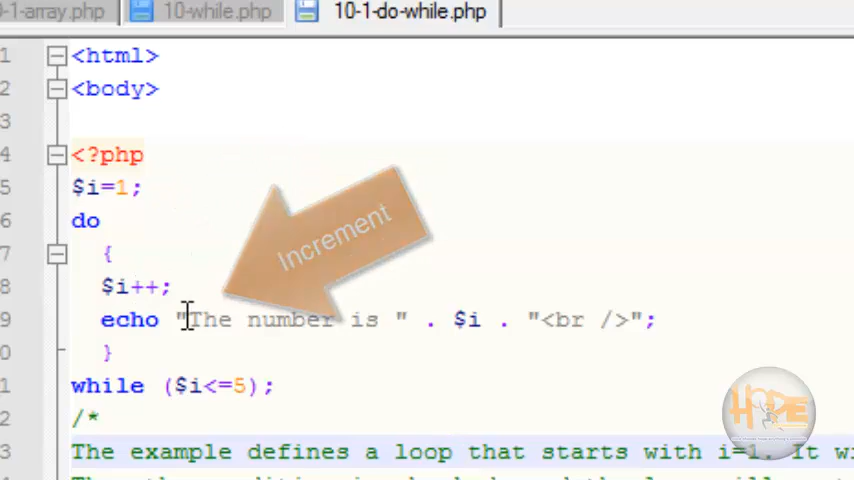 0-1-array.php 10-while.php 10-1-do-while.php
1 <html>
2 <body>
3
4 <?php
5 $i=1;
6 do
7 {
8 $i++;
9 echo "The number is " . $i . "<br />";
0 }
1 while ($i<=5);
2 /*
3 The example defines a loop that starts with i=1. It
Increment
HOPE